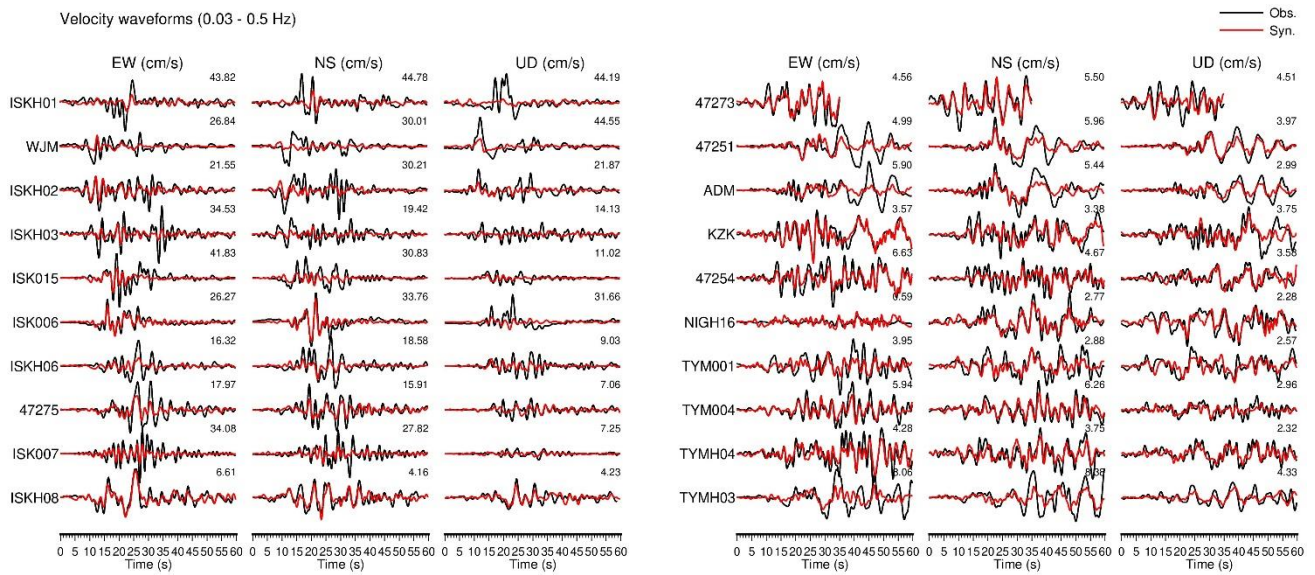 Velocity waveforms (0.03 - 0.5 Hz)
Obs.
Syn.
EW (cm/s) NS (cm/s) UD (cm/s)
ISKH01 43.82 44.78 44.19
WJM 26.84 30.01 44.55
ISKH02 21.55 30.21 21.87
ISKH03 34.53 19.42 14.13
ISK015 41.83 30.83 11.02
ISK006 26.27 33.76 31.66
ISKH06 16.32 18.58 9.03
47275 17.97 15.91 7.06
ISK007 34.08 27.82 7.25
ISKH08 6.61 4.16 4.23
0 5 10 15 20 25 30 35 40 45 50 55 60 0 5 10 15 20 25 30 35 40 45 50 55 60 0 5 10 15 20 25 30 35 40 45 50 55 60
Time (s) Time (s) Time (s)
EW (cm/s) NS (cm/s) UD (cm/s)
47273 4.56 5.50 4.51
47251 4.99 5.96 3.97
ADM 5.90 5.44 2.99
KZK 3.57 3.38 3.75
47254 6.63 4.67 3.58
NIGH16 0.59 2.77 2.28
TYM001 3.95 2.88 2.57
TYM004 5.94 6.26 2.96
TYMH04 4.28 3.75 2.32
TYMH03 8.06 8.38 4.33
0 5 10 15 20 25 30 35 40 45 50 55 60 0 5 10 15 20 25 30 35 40 45 50 55 60 0 5 10 15 20 25 30 35 40 45 50 55 60
Time (s) Time (s) Time (s)